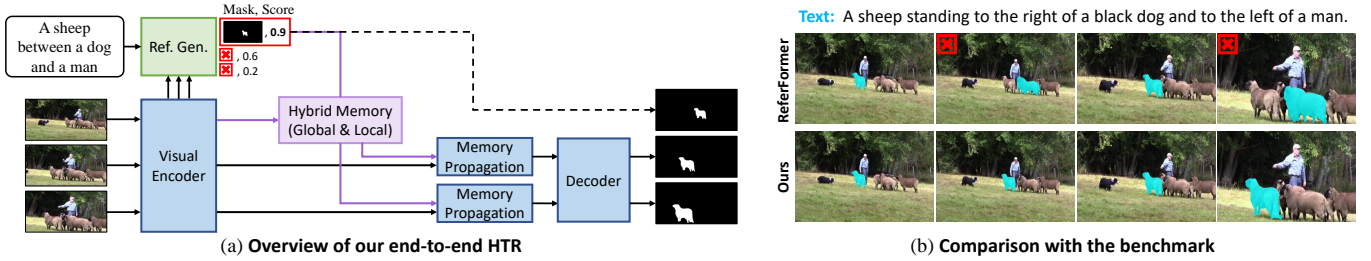 A sheep
between a dog
and a man
Ref. Gen.
Mask, Score
, 0.9
, 0.6
, 0.2
Visual
Encoder
Hybrid Memory
(Global & Local)
Memory
Propagation
Memory
Propagation
Decoder
(a) Overview of our end-to-end HTR
Text: A sheep standing to the right of a black dog and to the left of a man.
ReferFormer
Ours
(b) Comparison with the benchmark